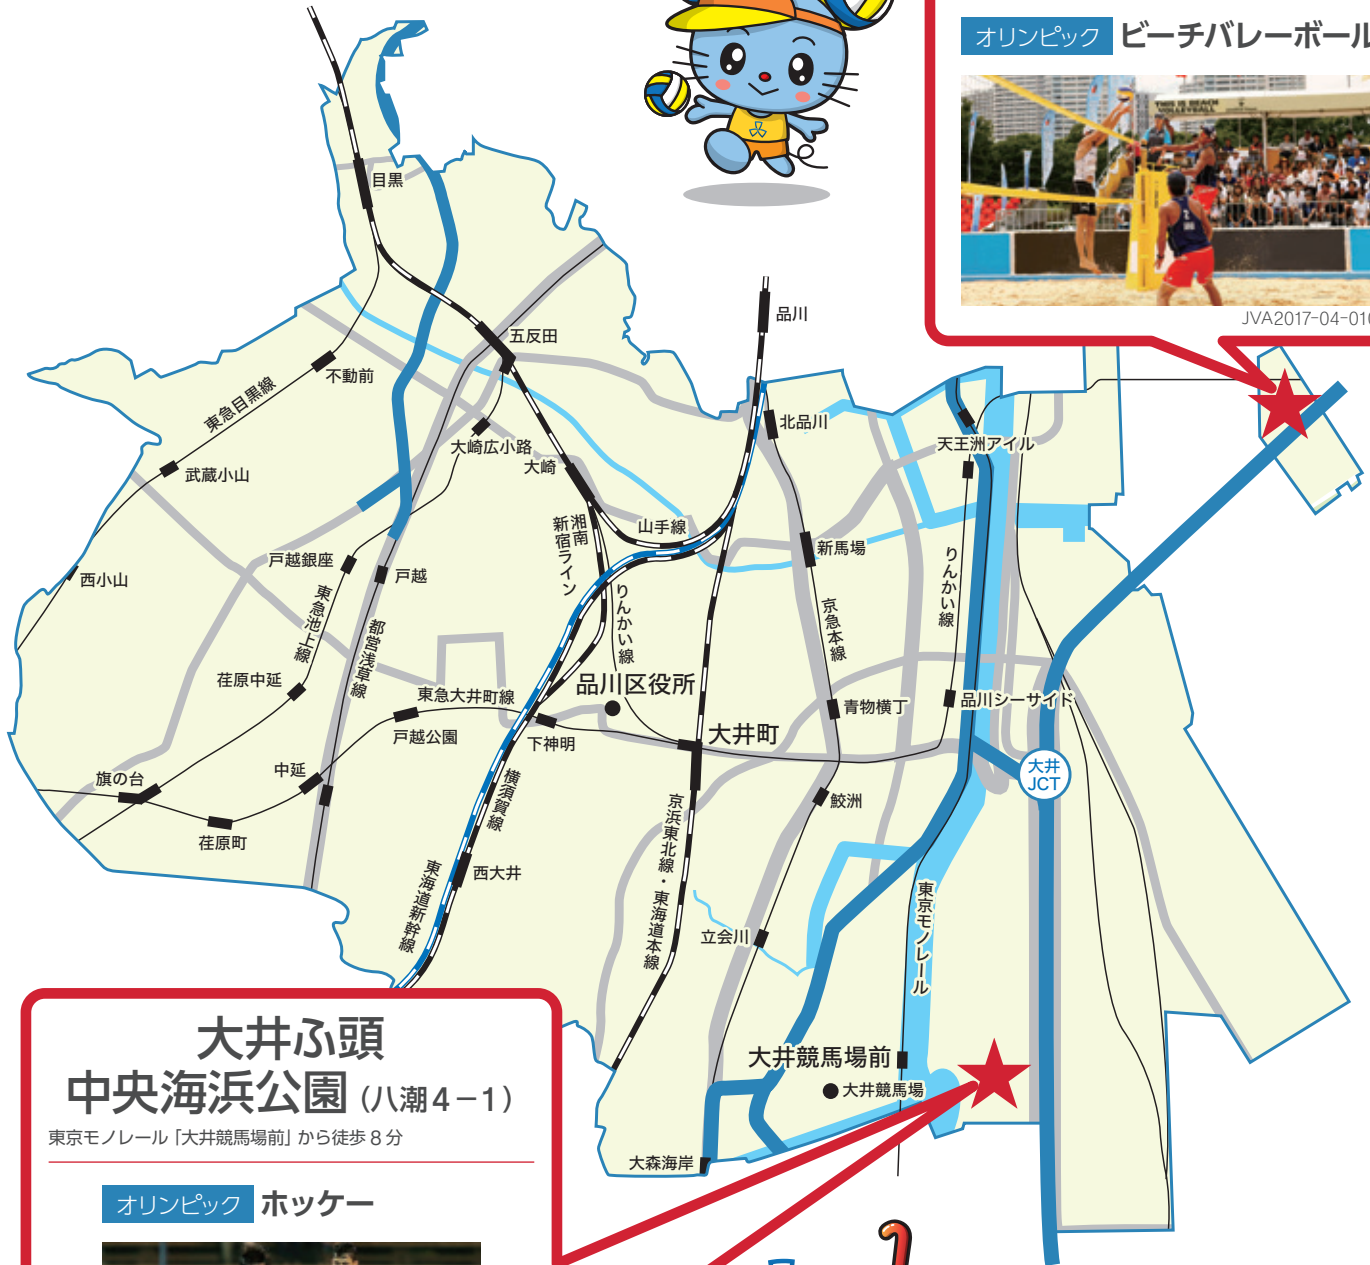 オリンピック ビーチバレーボール
THIS IS BEACH
VOLLEYBALL
JVA2017-04-01
目黒
品川
五反田
不動前
東急目黒線
北品川
大崎広小路
天王洲アイル
大崎
武蔵小山
湘南
新宿ライン
山手線
新馬場
戸越銀座
戸越
西小山
りんかい線
りんかい線
東急池上線
都営浅草線
京急本線
荏原中延
東急大井町線
品川区役所
青物横丁
品川シーサイド
戸越公園
下神明
大井町
大井
JCT
旗の台
中延
横須賀線
京浜東北線・東海道本線
鮫洲
荏原町
西大井
東海道新幹線
東京モノレール
立会川
大井競馬場前
大井競馬場
大森海岸
大井ふ頭
中央海浜公園（八潮4－1）
東京モノレール「大井競馬場前」から徒歩8分
オリンピック ホッケー